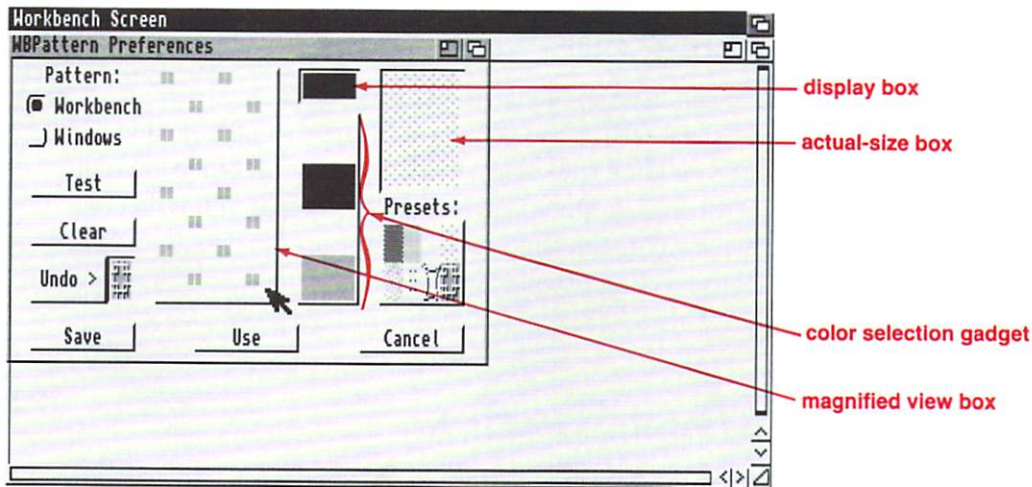 Workbench Screen
WBPattern Preferences
Pattern:
Workbench
Windows
Test
Clear
Undo >
Save
Use
Cancel
Presets:
display box
actual-size box
color selection gadget
magnified view box